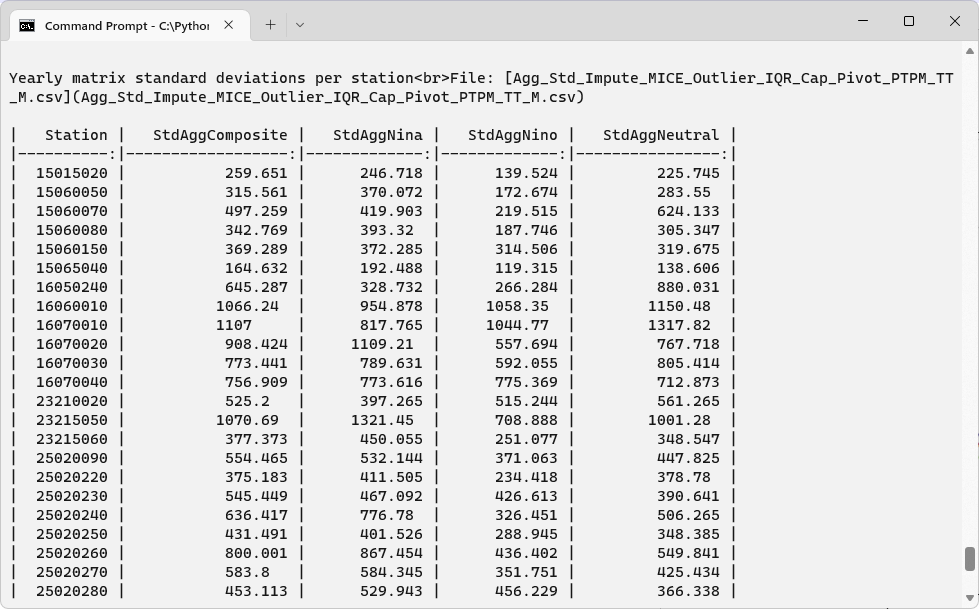 Command Prompt - C:\Python
Yearly matrix standard deviations per station<br>File: [Agg_Std_Impute_MICE_Outlier_IQR_Cap_Pivot_PTPM_TT
_M.csv](Agg_Std_Impute_MICE_Outlier_IQR_Cap_Pivot_PTPM_TT_M.csv)
|   Station |   StdAggComposite |   StdAggNina |   StdAggNino |   StdAggNeutral |
|----------:|------------------:|-------------:|-------------:|----------------:|
|  15015020 |           259.651 |      246.718 |      139.524 |         225.745 |
|  15060050 |           315.561 |      370.072 |      172.674 |         283.55  |
|  15060070 |           497.259 |      419.903 |      219.515 |         624.133 |
|  15060080 |           342.769 |      393.32  |      187.746 |         305.347 |
|  15060150 |           369.289 |      372.285 |      314.506 |         319.675 |
|  15065040 |           164.632 |      192.488 |      119.315 |         138.606 |
|  16050240 |           645.287 |      328.732 |      266.284 |         880.031 |
|  16060010 |          1066.24  |      954.878 |     1058.35  |        1150.48  |
|  16070010 |          1107     |      817.765 |     1044.77  |        1317.82  |
|  16070020 |           908.424 |     1109.21  |      557.694 |         767.718 |
|  16070030 |           773.441 |      789.631 |      592.055 |         805.414 |
|  16070040 |           756.909 |      773.616 |      775.369 |         712.873 |
|  23210020 |           525.2   |      397.265 |      515.244 |         561.265 |
|  23215050 |          1070.69  |     1321.45  |      708.888 |        1001.28  |
|  23215060 |           377.373 |      450.055 |      251.077 |         348.547 |
|  25020090 |           554.465 |      532.144 |      371.063 |         447.825 |
|  25020220 |           375.183 |      411.505 |      234.418 |         378.78  |
|  25020230 |           545.449 |      467.092 |      426.613 |         390.641 |
|  25020240 |           636.417 |      776.78  |      326.451 |         506.265 |
|  25020250 |           431.491 |      401.526 |      288.945 |         348.385 |
|  25020260 |           800.001 |      867.454 |      436.402 |         549.841 |
|  25020270 |           583.8   |      584.345 |      351.751 |         425.434 |
|  25020280 |           453.113 |      529.943 |      456.229 |         366.338 |